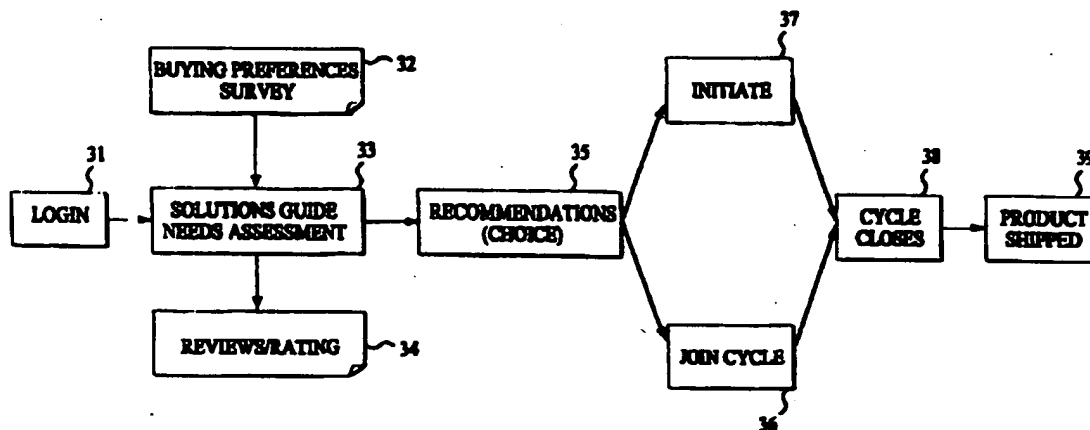 37
INITIATE
BUYING PREFERENCES
SURVEY
32
31
LOGIN
33
SOLUTIONS GUIDE
NEEDS ASSESSMENT
35
RECOMMENDATIONS
(CHOICE)
38
CYCLE
CLOSES
39
PRODUCT
SHIPPED
REVIEWS/RATING
34
JOIN CYCLE
36